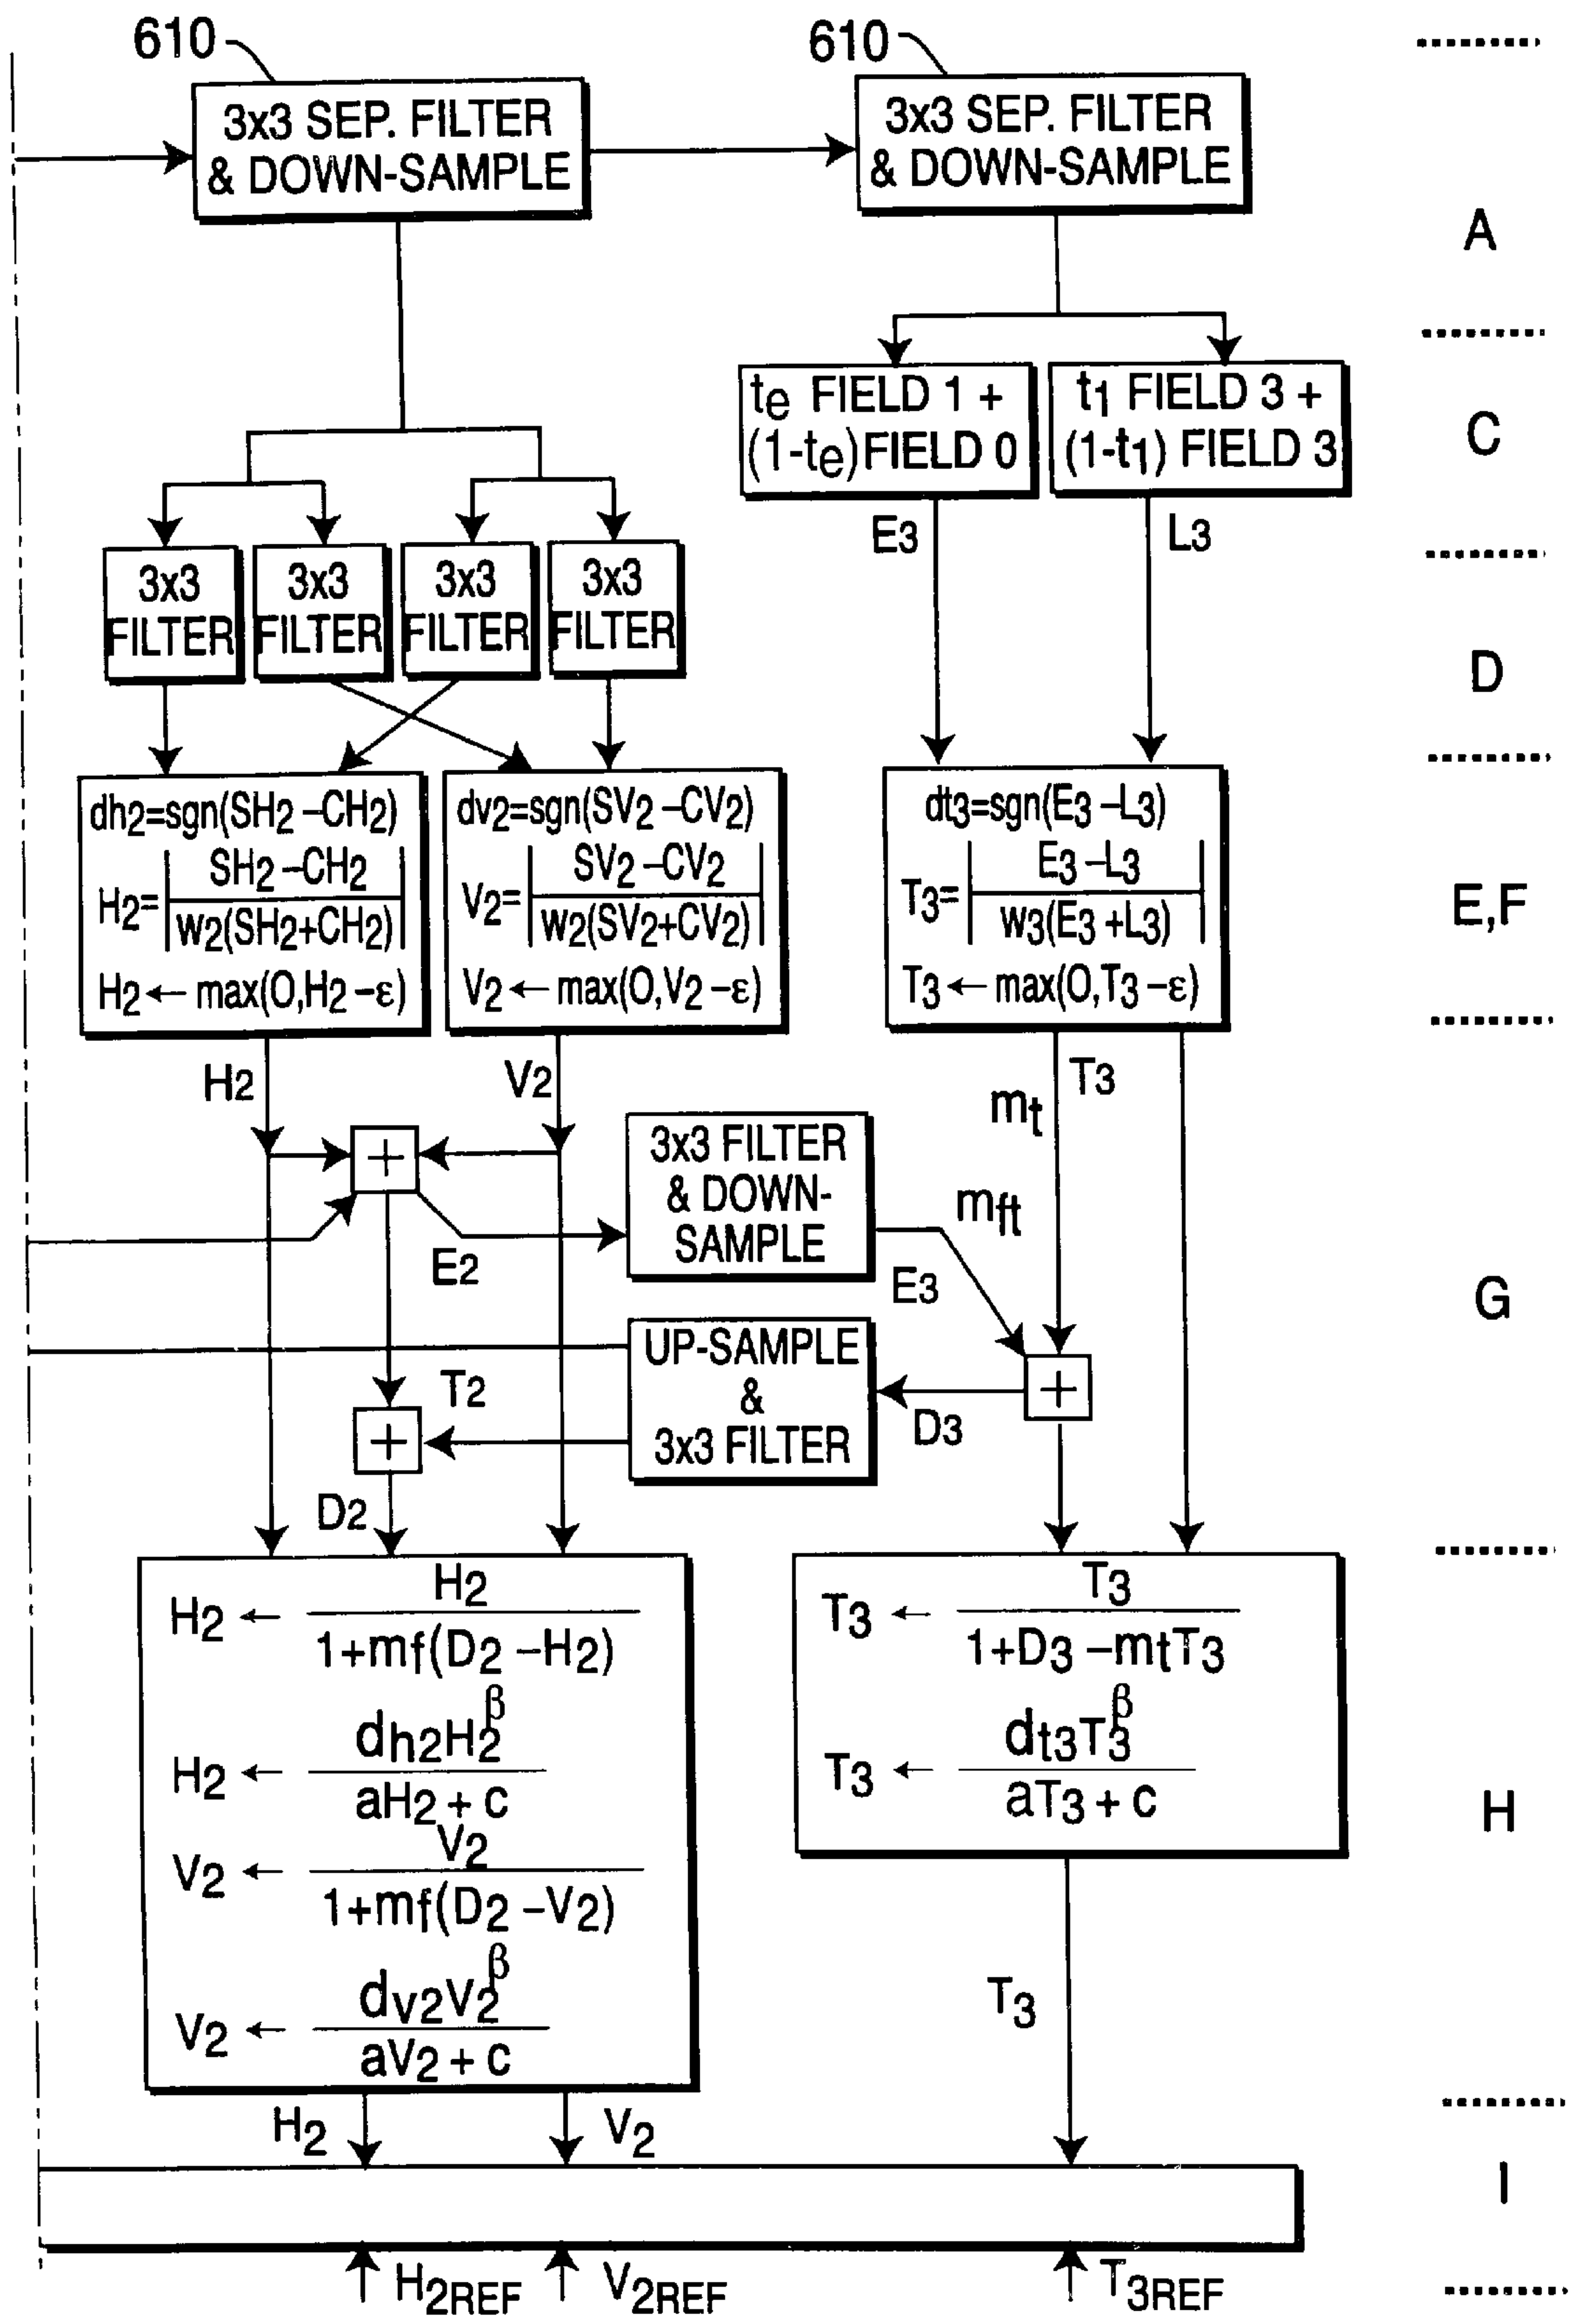 610
610
3x3 SEP. FILTER
& DOWN-SAMPLE
3x3 SEP. FILTER
& DOWN-SAMPLE
A
te FIELD 1 +
(1-te)FIELD 0
t1 FIELD 3 +
(1-t1) FIELD 3
C
E3
L3
3x3
FILTER
3x3
FILTER
3x3
FILTER
3x3
FILTER
D
dh2=sgn(SH2 –CH2)
H2=| SH2 –CH2 |
w2(SH2+CH2)
H2 ← max(0,H2 –ε)
dv2=sgn(SV2 –CV2)
V2=| SV2 –CV2 |
w2(SV2+CV2)
V2 ← max(0,V2 –ε)
dt3=sgn(E3 –L3)
T3=| E3 –L3 |
w3(E3 +L3)
T3 ← max(0,T3 –ε)
E,F
H2
V2
mt
T3
+
3x3 FILTER
& DOWN-
SAMPLE
mft
E2
E3
G
UP-SAMPLE
&
3x3 FILTER
T2
+
D3
+
D2
H2 ← H2
1+mf(D2 –H2)
H2 ← dh2H2^β
aH2 + c
V2 ← V2
1+mf(D2 –V2)
V2 ← dv2V2^β
aV2 + c
T3 ← T3
1+D3 –mtT3
T3 ← dt3T3^β
aT3 + c
H
T3
H2
V2
I
H2REF
V2REF
T3REF